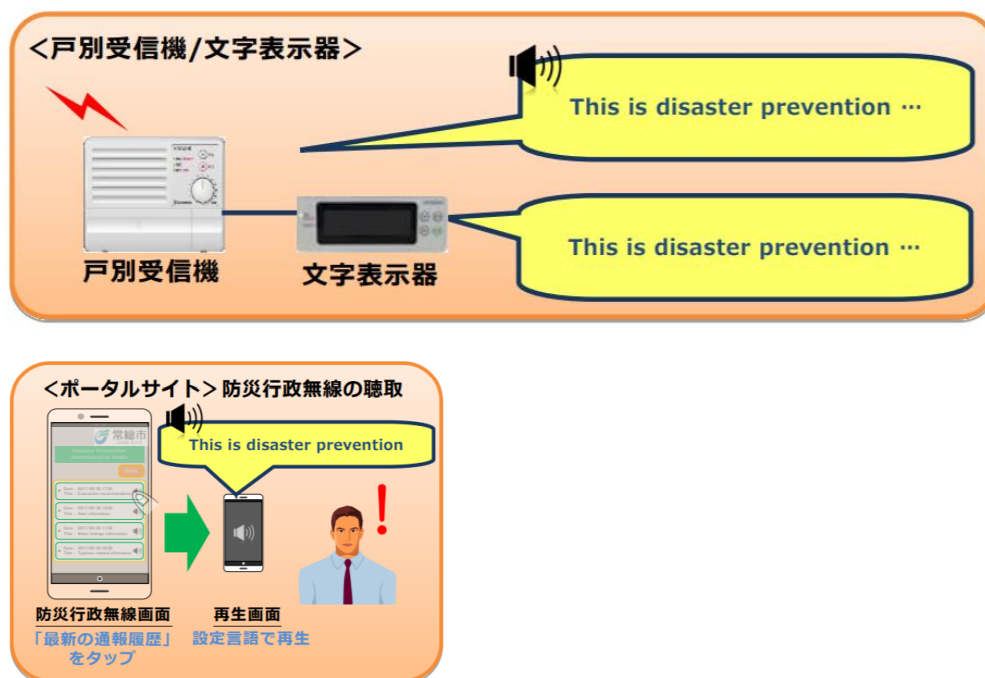 <戸別受信機/文字表示器>
This is disaster prevention …
This is disaster prevention …
戸別受信機
文字表示器
<ポータルサイト>防災行政無線の聴取
常総市
This is disaster prevention
Disaster Prevention
防災行政無線画面
「最新の通報履歴」
をタップ
再生画面
設定言語で再生